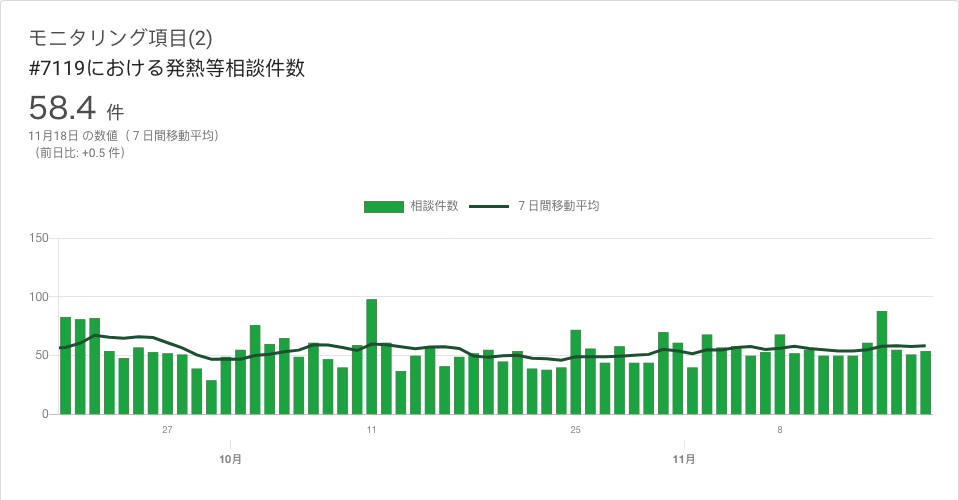 モニタリング項目(2)
#7119における発熱等相談件数
58.4 件
11月18日 の数値（７日間移動平均）
（前日比: +0.5 件）
相談件数 ７日間移動平均
150
100
50
0
27 11 25 8
10月 11月